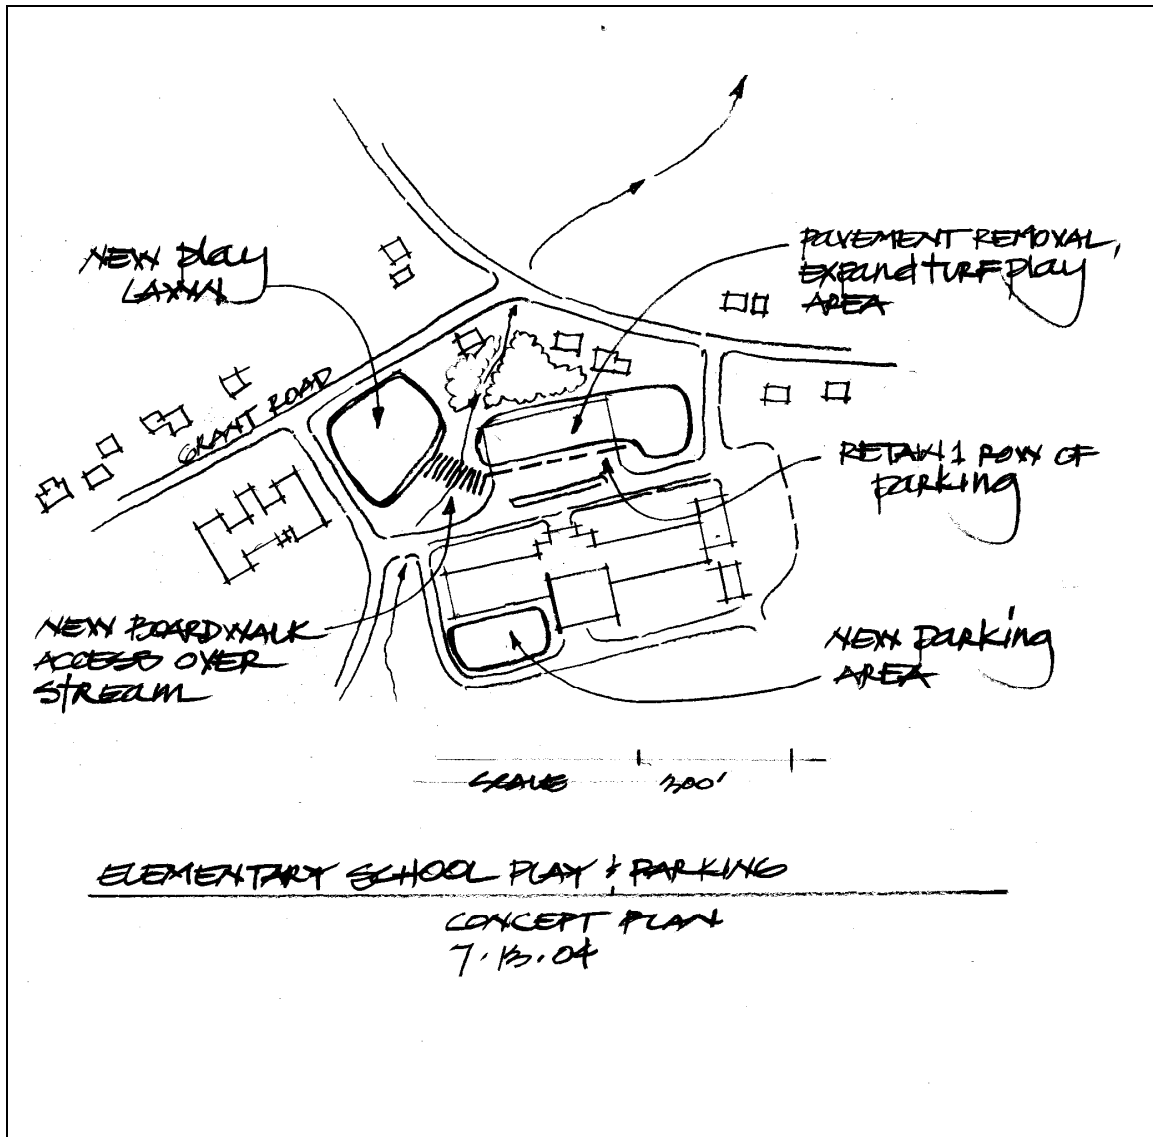 NEW play
LAWN
PAVEMENT REMOVAL,
EXPAND TURF play
AREA
GRANT ROAD
RETAIN 1 ROW OF
parking
NEW BOARDWALK
ACCESS OVER
STREAM
NEW parking
AREA
SCALE 300'
ELEMENTARY SCHOOL PLAY & PARKING
CONCEPT PLAN
7.13.04